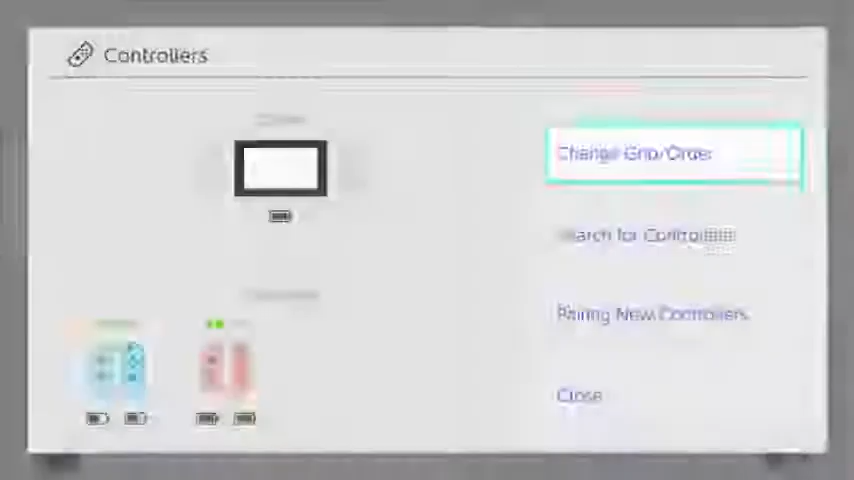 Controllers
Change Grip/Order
Search for Controllers
Pairing New Controllers
Close